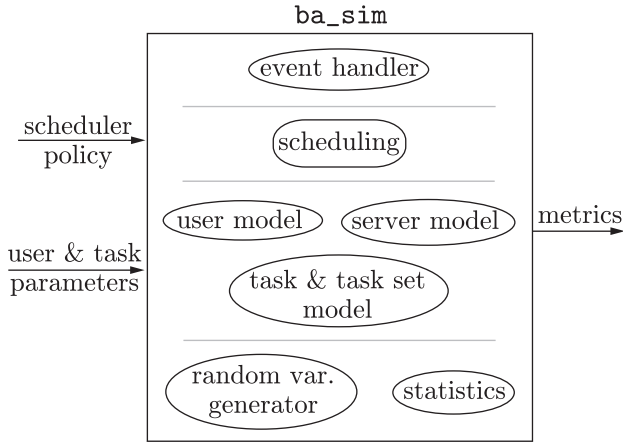 ba_sim
event handler
scheduler
policy
scheduling
user model
server model
metrics
user & task
parameters
task & task set
model
random var.
generator
statistics